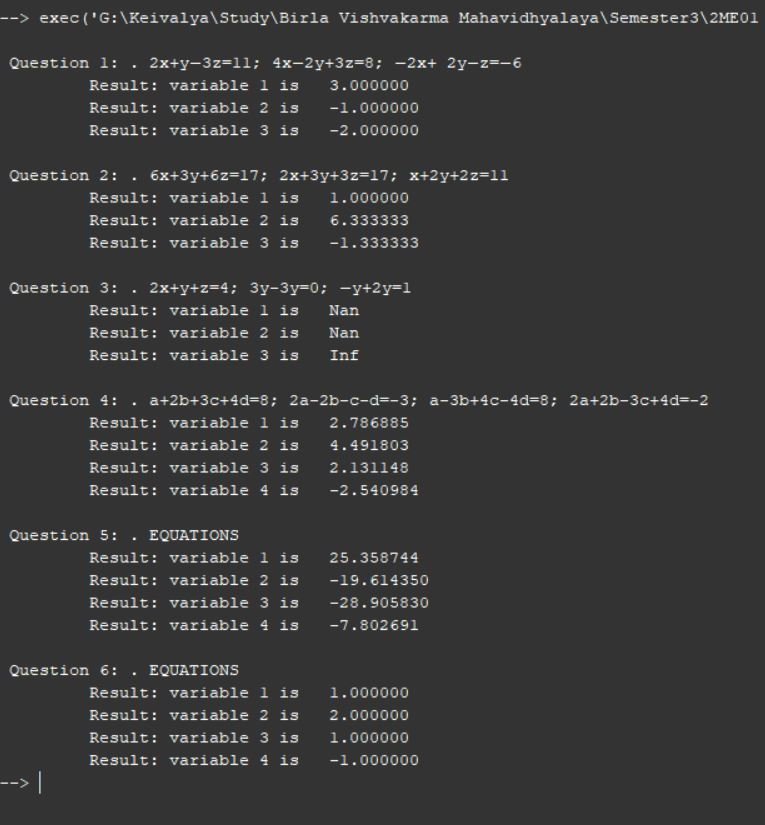 --> exec('G:\Keivalya\Study\Birla Vishvakarma Mahavidhyalaya\Semester3\2ME01
Question 1: . 2x+y−3z=11; 4x−2y+3z=8; −2x+ 2y−z=−6
Result: variable 1 is 3.000000
Result: variable 2 is -1.000000
Result: variable 3 is -2.000000
Question 2: . 6x+3y+6z=17; 2x+3y+3z=17; x+2y+2z=11
Result: variable 1 is 1.000000
Result: variable 2 is 6.333333
Result: variable 3 is -1.333333
Question 3: . 2x+y+z=4; 3y-3y=0; −y+2y=1
Result: variable 1 is Nan
Result: variable 2 is Nan
Result: variable 3 is Inf
Question 4: . a+2b+3c+4d=8; 2a-2b-c-d=-3; a-3b+4c-4d=8; 2a+2b-3c+4d=-2
Result: variable 1 is 2.786885
Result: variable 2 is 4.491803
Result: variable 3 is 2.131148
Result: variable 4 is -2.540984
Question 5: . EQUATIONS
Result: variable 1 is 25.358744
Result: variable 2 is -19.614350
Result: variable 3 is -28.905830
Result: variable 4 is -7.802691
Question 6: . EQUATIONS
Result: variable 1 is 1.000000
Result: variable 2 is 2.000000
Result: variable 3 is 1.000000
Result: variable 4 is -1.000000
-->